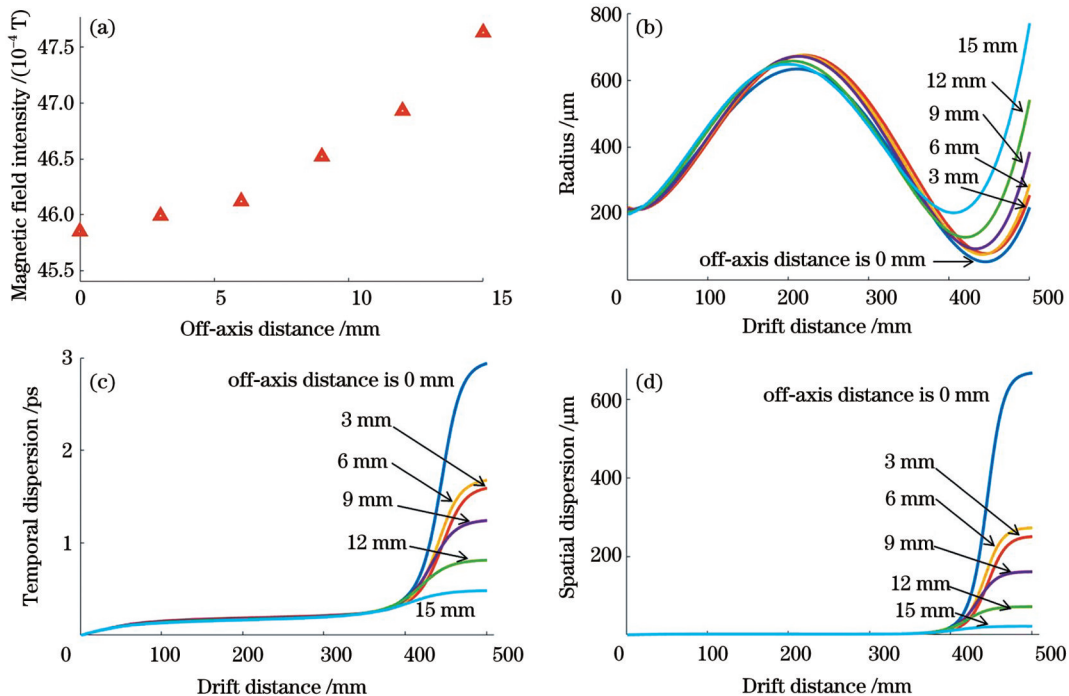 (a)
Magnetic field intensity /(10⁻⁴ T)
47.5
47.0
46.5
46.0
45.5
0
5
10
15
Off-axis distance /mm
(b)
Radius /μm
800
600
400
200
0
100
200
300
400
500
Drift distance /mm
15 mm
12 mm
9 mm
6 mm
3 mm
off-axis distance is 0 mm
(c)
Temporal dispersion /ps
3
2
1
0
100
200
300
400
500
Drift distance /mm
off-axis distance is 0 mm
3 mm
6 mm
9 mm
12 mm
15 mm
(d)
Spatial dispersion /μm
600
400
200
0
100
200
300
400
500
Drift distance /mm
off-axis distance is 0 mm
3 mm
6 mm
9 mm
12 mm
15 mm